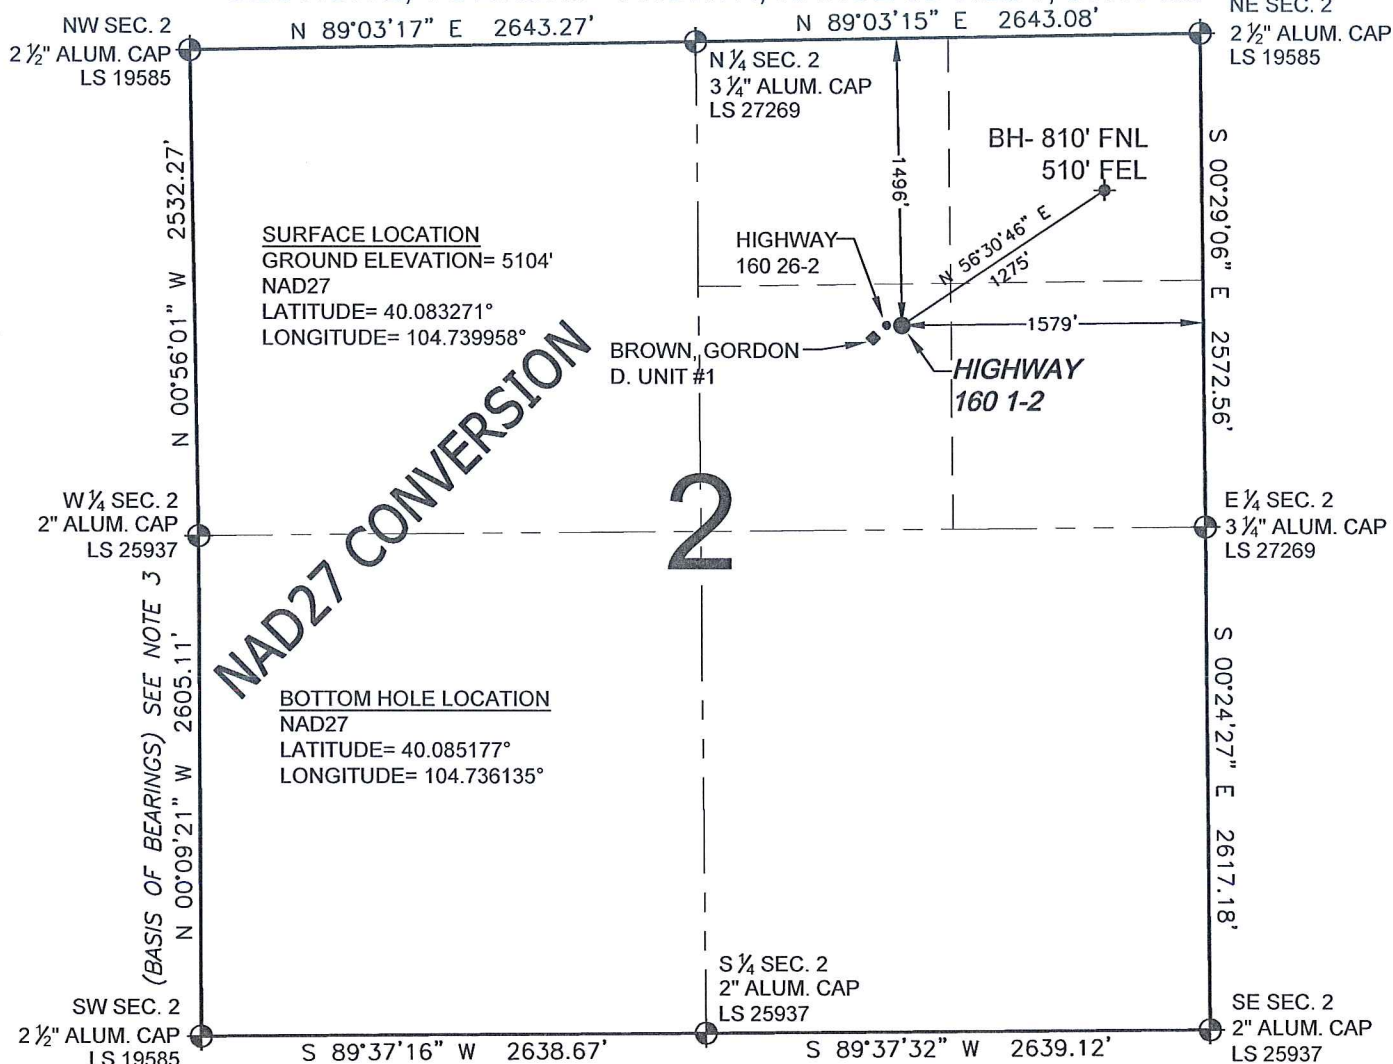 NE SEC. 2
2 ½" ALUM. CAP
LS 19585
NW SEC. 2
2 ½" ALUM. CAP
LS 19585
N 89°03'17" E 2643.27'
N 89°03'15" E 2643.08'
N ¼ SEC. 2
3 ¼" ALUM. CAP
LS 27269
BH- 810' FNL
510' FEL
1496'
N 56°30'46" E
1275'
HIGHWAY
160 26-2
1579'
BROWN, GORDON
D. UNIT #1
HIGHWAY
160 1-2
SURFACE LOCATION
GROUND ELEVATION= 5104'
NAD27
LATITUDE= 40.083271°
LONGITUDE= 104.739958°
N 00°56'01" W 2532.27'
S 00°29'06" E 2572.56'
NAD27 CONVERSION
2
W ¼ SEC. 2
2" ALUM. CAP
LS 25937
E ¼ SEC. 2
3 ¼" ALUM. CAP
LS 27269
(BASIS OF BEARINGS) SEE NOTE 3
N 00°09'21" W 2605.11'
BOTTOM HOLE LOCATION
NAD27
LATITUDE= 40.085177°
LONGITUDE= 104.736135°
S 00°24'27" E 2617.18'
S ¼ SEC. 2
2" ALUM. CAP
LS 25937
SW SEC. 2
2 ½" ALUM. CAP
LS 19585
S 89°37'16" W 2638.67'
S 89°37'32" W 2639.12'
SE SEC. 2
2" ALUM. CAP
LS 25937